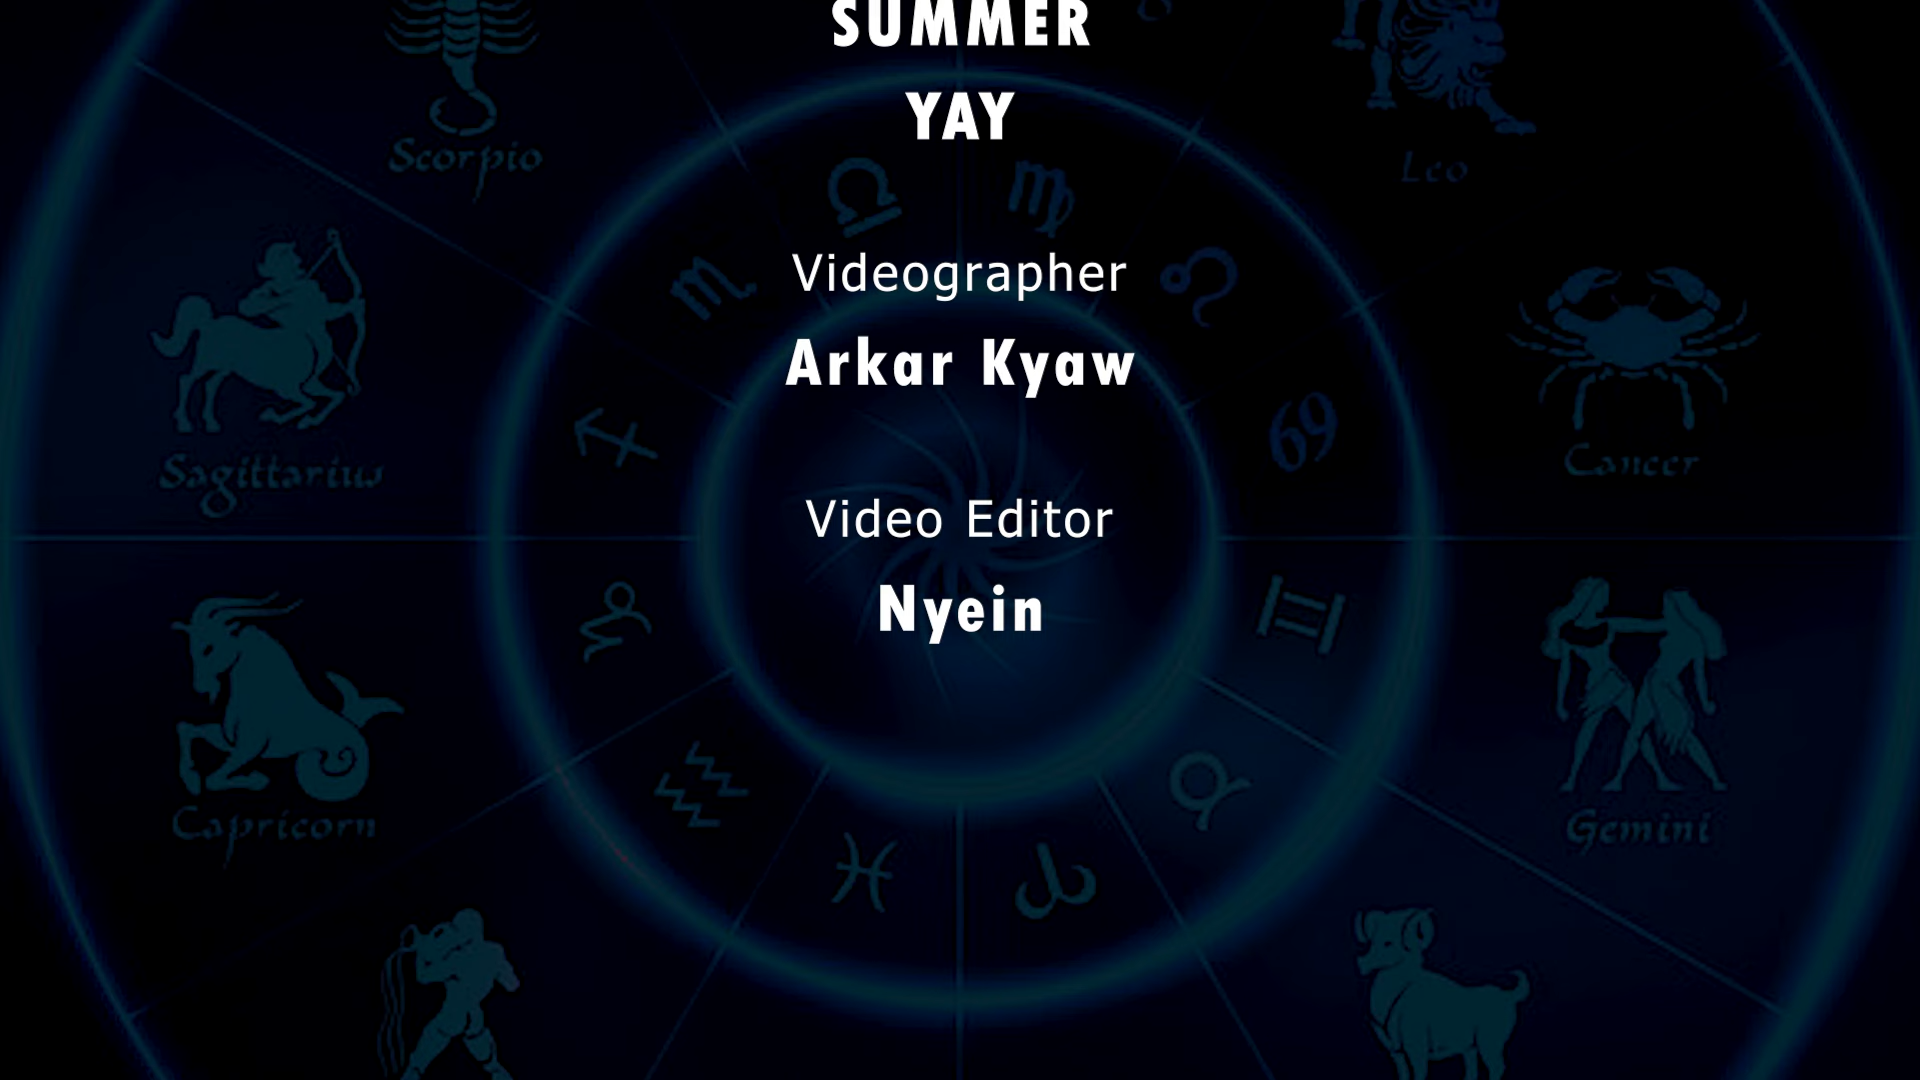 SUMMER
YAY
Scorpio
Leo
Videographer
Arkar Kyaw
Sagittarius
Cancer
Video Editor
Nyein
Capricorn
Gemini